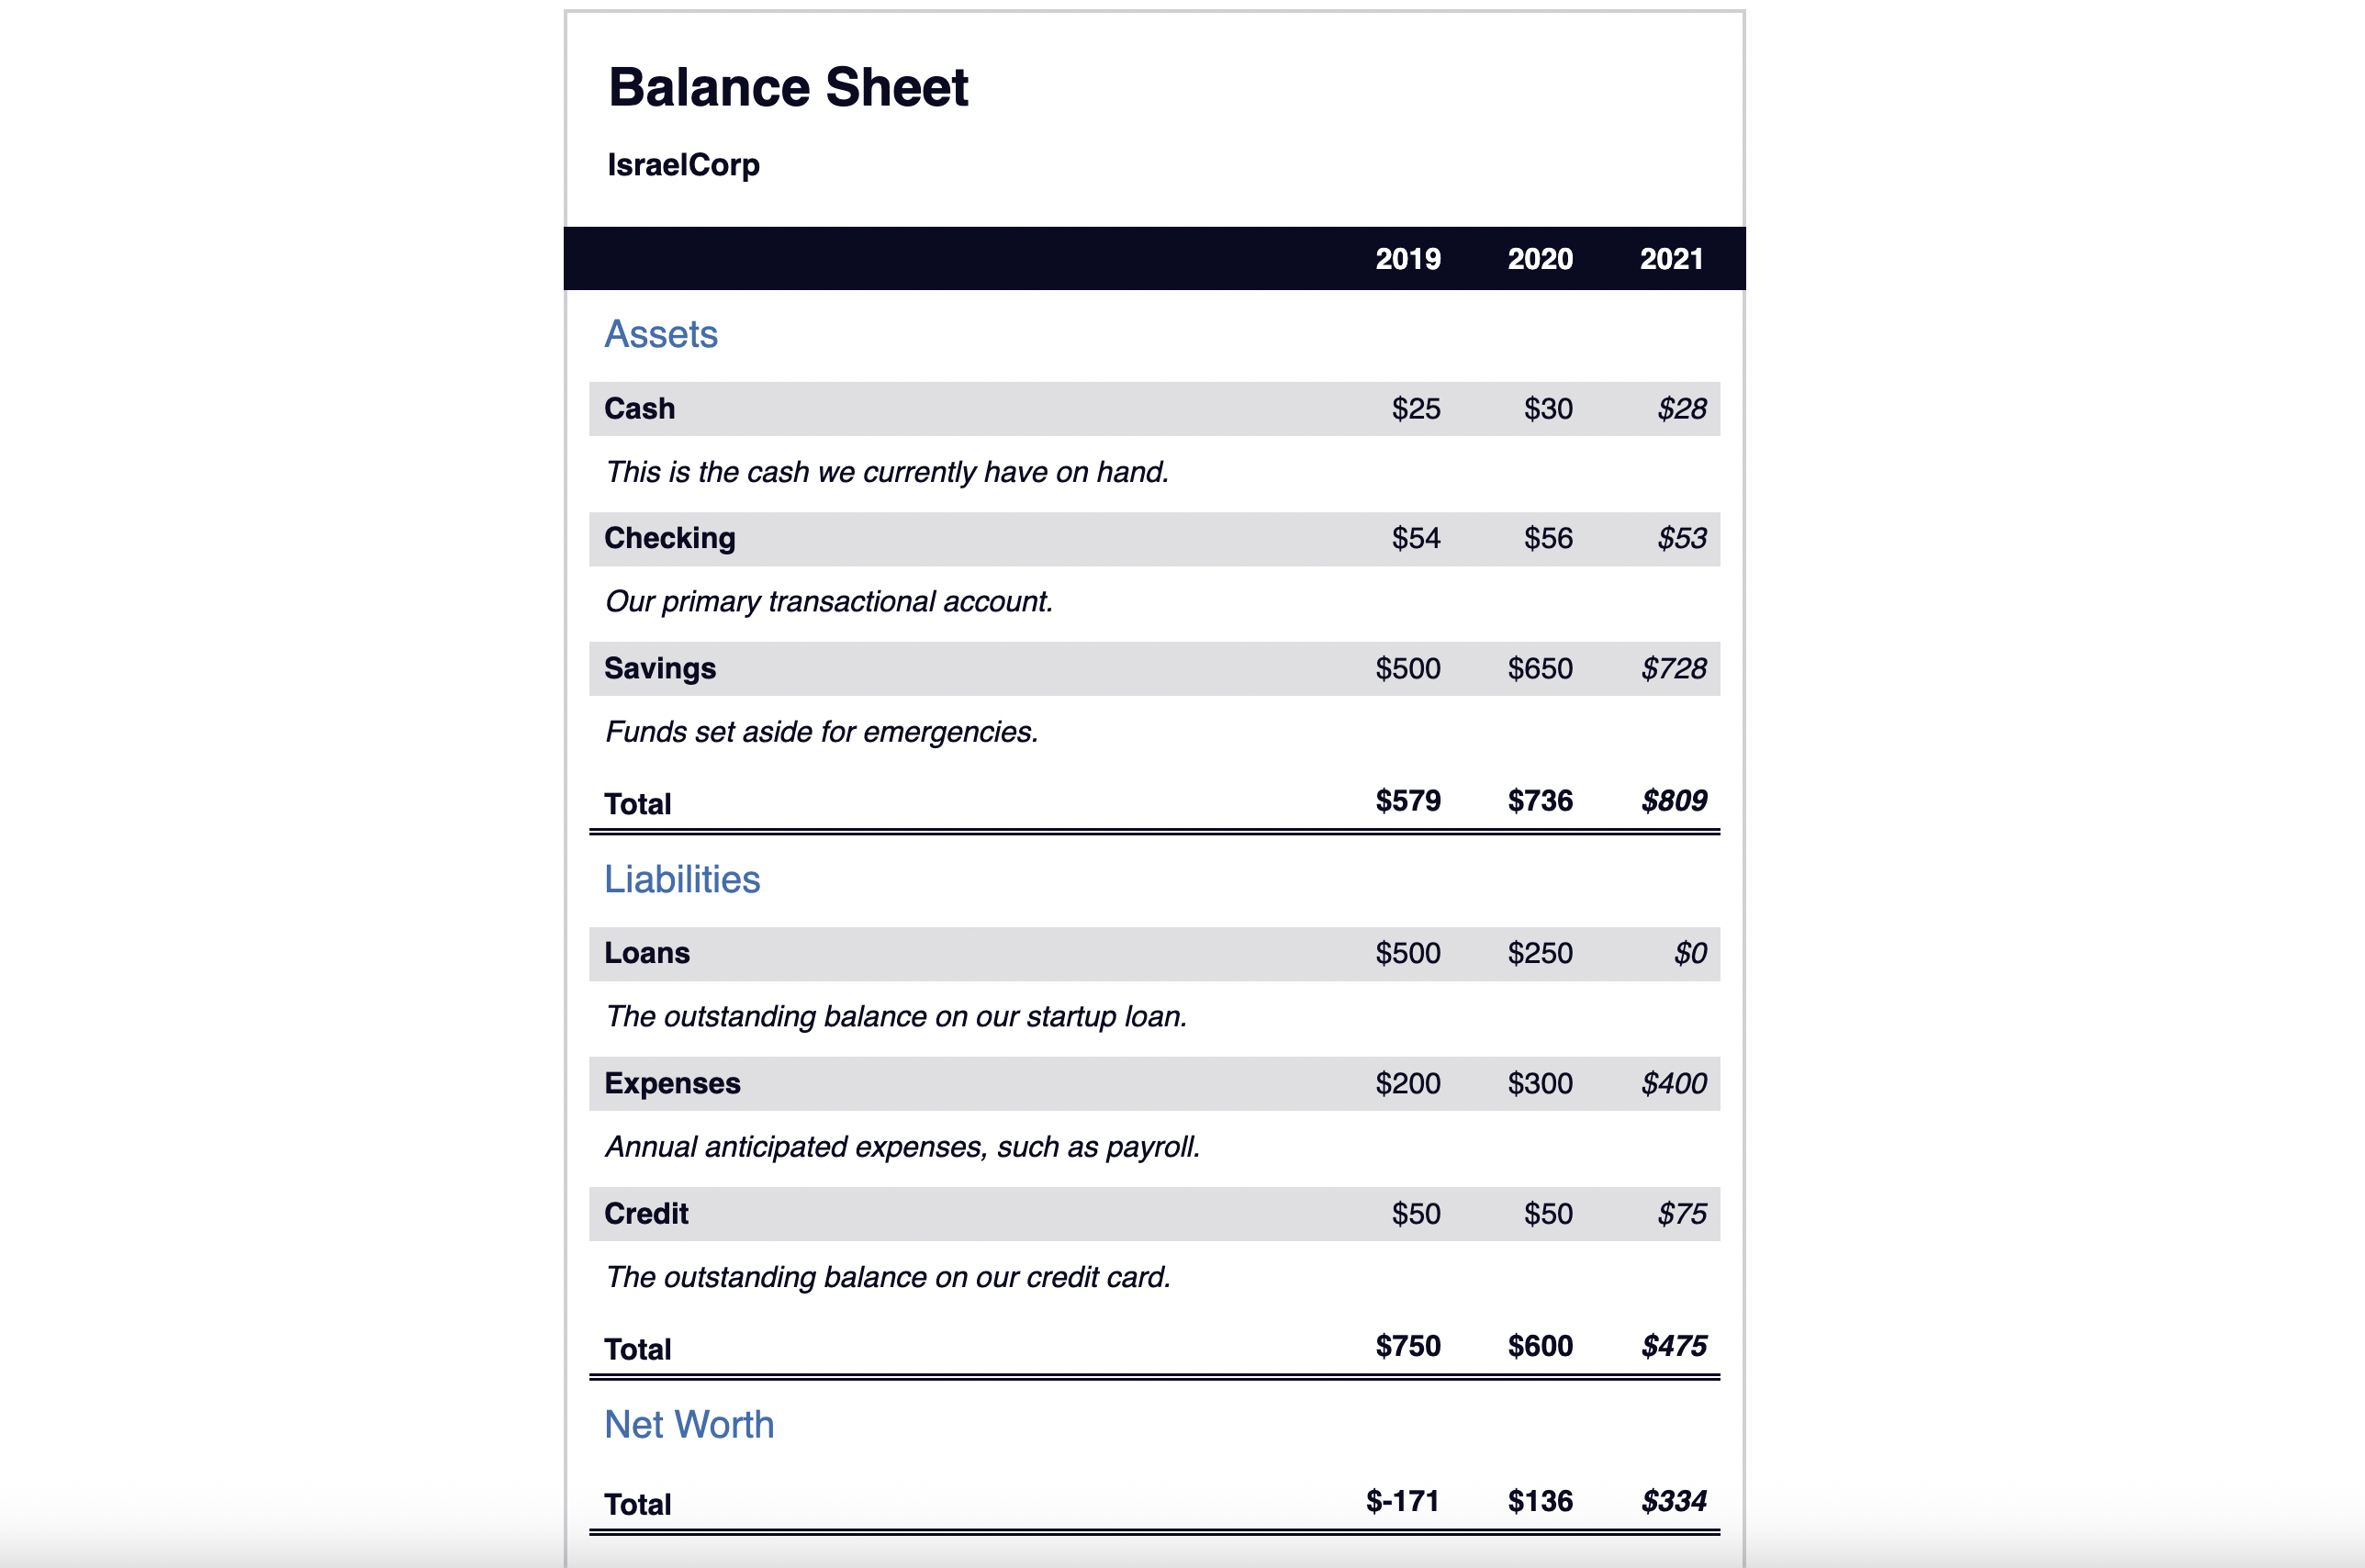 Balance Sheet
IsraelCorp
2019 2020 2021
Assets
Cash $25 $30 $28
This is the cash we currently have on hand.
Checking $54 $56 $53
Our primary transactional account.
Savings $500 $650 $728
Funds set aside for emergencies.
Total $579 $736 $809
Liabilities
Loans $500 $250 $0
The outstanding balance on our startup loan.
Expenses $200 $300 $400
Annual anticipated expenses, such as payroll.
Credit $50 $50 $75
The outstanding balance on our credit card.
Total $750 $600 $475
Net Worth
Total $-171 $136 $334